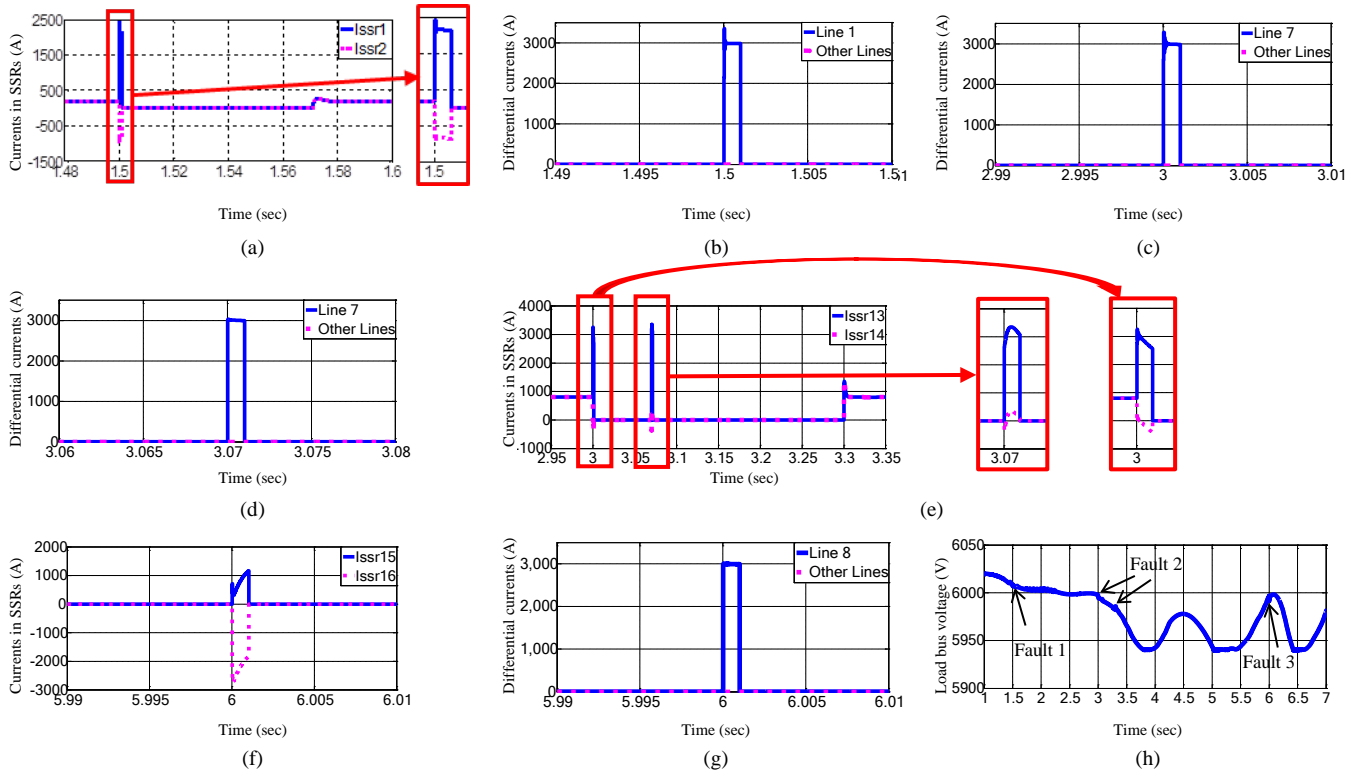 Currents in SSRs (A)
2500
1500
500
-500
-1500
1.48
1.5
1.52
1.54
1.56
1.58
1.6
Issr1
Issr2
1.5
Time (sec)
(a)
Differential currents (A)
3000
2000
1000
0
1.49
1.495
1.5
1.505
1.51
Line 1
Other Lines
Time (sec)
(b)
Differential currents (A)
3000
2000
1000
0
2.99
2.995
3
3.005
3.01
Line 7
Other Lines
Time (sec)
(c)
Differential currents (A)
3000
2000
1000
0
3.06
3.065
3.07
3.075
3.08
Line 7
Other Lines
Time (sec)
(d)
Currents in SSRs (A)
4000
3000
2000
1000
0
-1000
2.95
3
3.05
3.1
3.15
3.2
3.25
3.3
3.35
Issr13
Issr14
3.07
3
Time (sec)
(e)
Currents in SSRs (A)
2000
1000
0
-1000
-2000
-3000
5.99
5.995
6
6.005
6.01
Issr15
Issr16
Time (sec)
(f)
Differential currents (A)
3,000
2,000
1,000
0
5.99
5.995
6
6.005
6.01
Line 8
Other Lines
Time (sec)
(g)
Load bus voltage (V)
6050
6000
5950
5900
1
1.5
2
2.5
3
3.5
4
4.5
5
5.5
6
6.5
7
Fault 1
Fault 2
Fault 3
Time (sec)
(h)